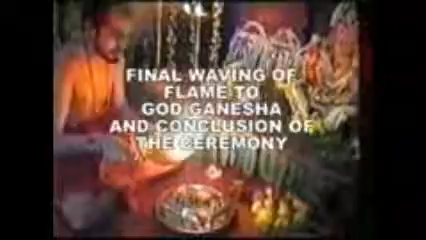 FINAL WAVING OF
FLAME TO
GOD GANESHA
AND CONCLUSION OF
THE CEREMONY